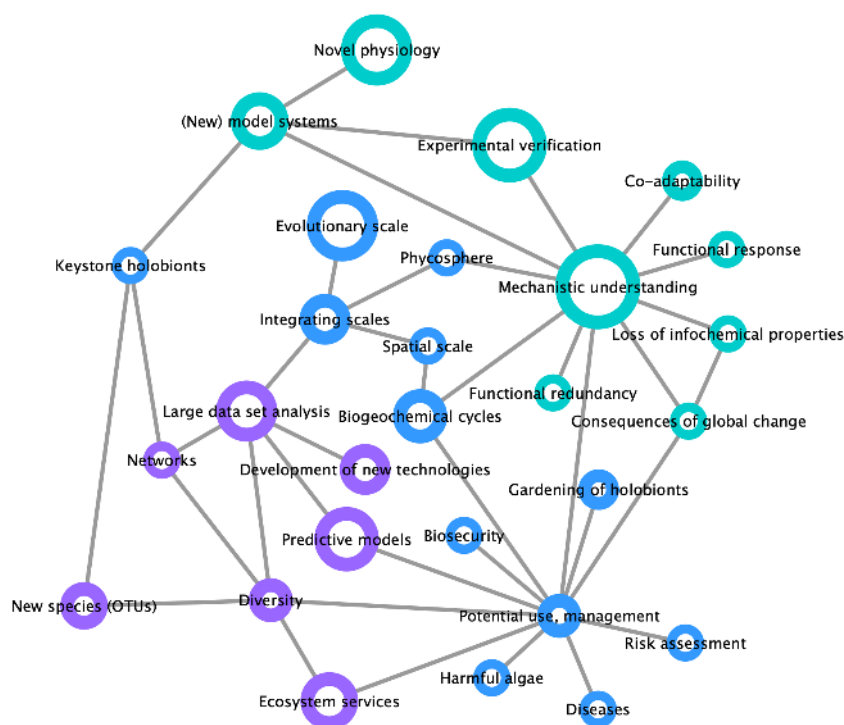 Novel physiology
(New) model systems
Experimental verification
Co-adaptability
Evolutionary scale
Functional response
Phycosphere
Keystone holobionts
Mechanistic understanding
Integrating scales
Loss of infochemical properties
Spatial scale
Functional redundancy
Large data set analysis
Biogeochemical cycles
Consequences of global change
Networks
Development of new technologies
Gardening of holobionts
Biosecurity
Predictive models
Diversity
New species (OTUs)
Potential use, management
Risk assessment
Harmful algae
Ecosystem services
Diseases